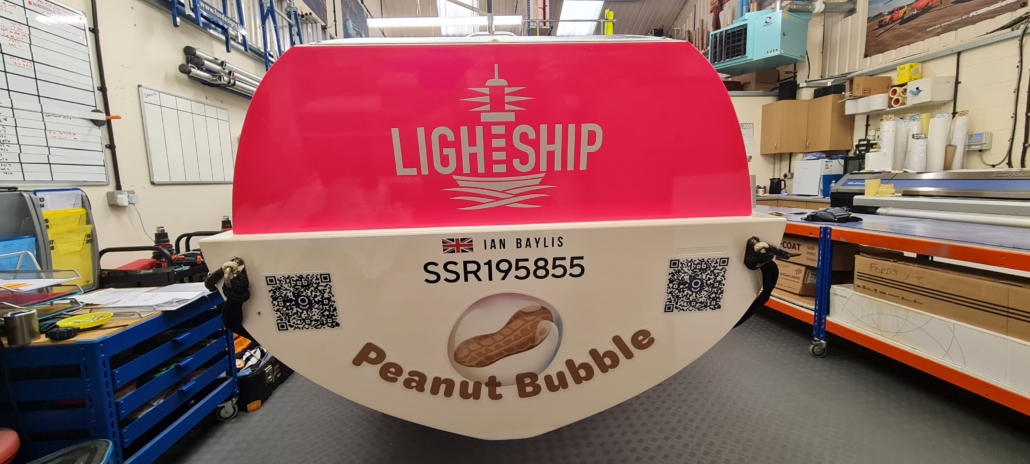 LIGHTSHIP
IAN BAYLIS
SSR195855
Peanut Bubble
COAT